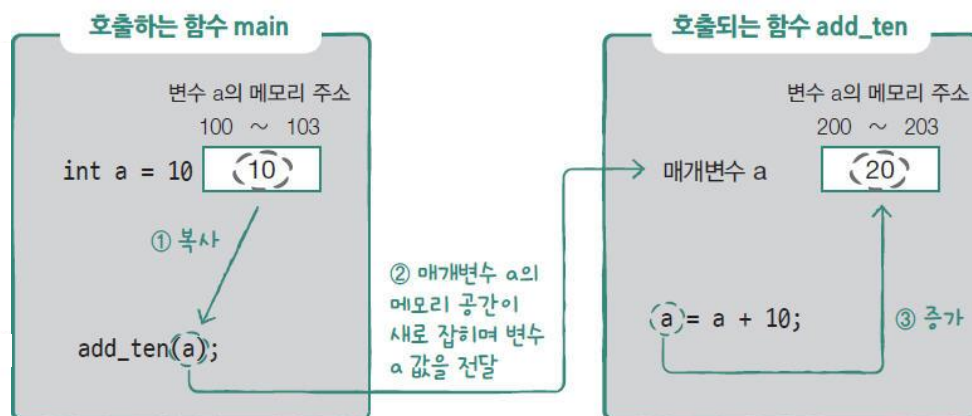 호출하는 함수 main
변수 a의 메모리 주소
100 ~ 103
int a = 10
10
① 복사
add_ten(a);
② 매개변수 a의
메모리 공간이
새로 잡히며 변수
a 값을 전달
호출되는 함수 add_ten
변수 a의 메모리 주소
200 ~ 203
매개변수 a
20
a = a + 10;
③ 증가